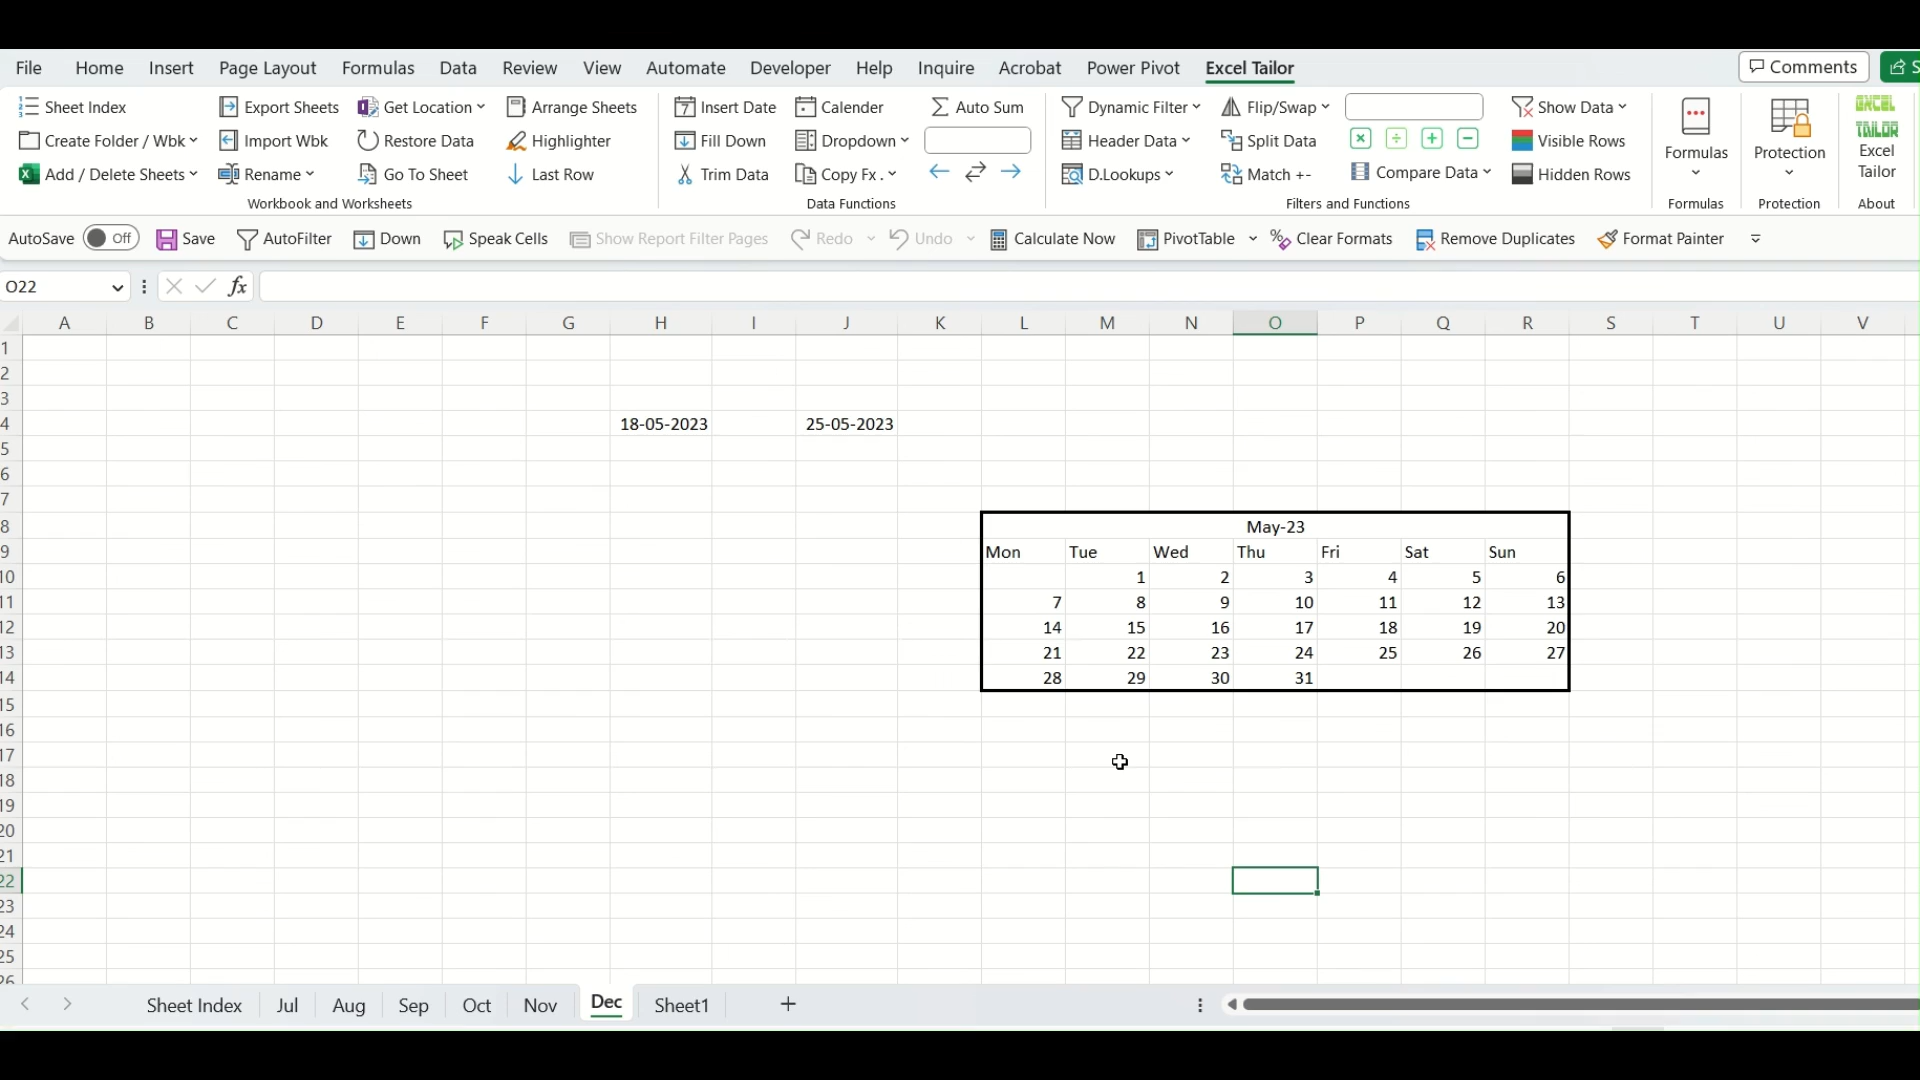 File Home Insert Page Layout Formulas Data Review View Automate Developer Help Inquire Acrobat Power Pivot Excel Tailor Comments S
Sheet Index Export Sheets Get Location Arrange Sheets Insert Date Calender Auto Sum Dynamic Filter Flip/Swap Show Data
Create Folder / Wbk Import Wbk Restore Data Highlighter Fill Down Dropdown Header Data Split Data Visible Rows Formulas Protection Excel Tailor
Add / Delete Sheets Rename Go To Sheet Last Row Trim Data Copy Fx . D.Lookups Match +- Compare Data Hidden Rows
EXCEL
TAILOR
Workbook and Worksheets Data Functions Filters and Functions Formulas Protection About
AutoSave Off Save AutoFilter Down Speak Cells Show Report Filter Pages Redo Undo Calculate Now PivotTable Clear Formats Remove Duplicates Format Painter
O22 fx
A B C D E F G H I J K L M N O P Q R S T U V
1
2
3
4 18-05-2023 25-05-2023
5
6
7
8 May-23
9 Mon Tue Wed Thu Fri Sat Sun
10 1 2 3 4 5 6
11 7 8 9 10 11 12 13
12 14 15 16 17 18 19 20
13 21 22 23 24 25 26 27
14 28 29 30 31
15
16
17
18
19
20
21
22
23
24
25
26
Sheet Index Jul Aug Sep Oct Nov Dec Sheet1